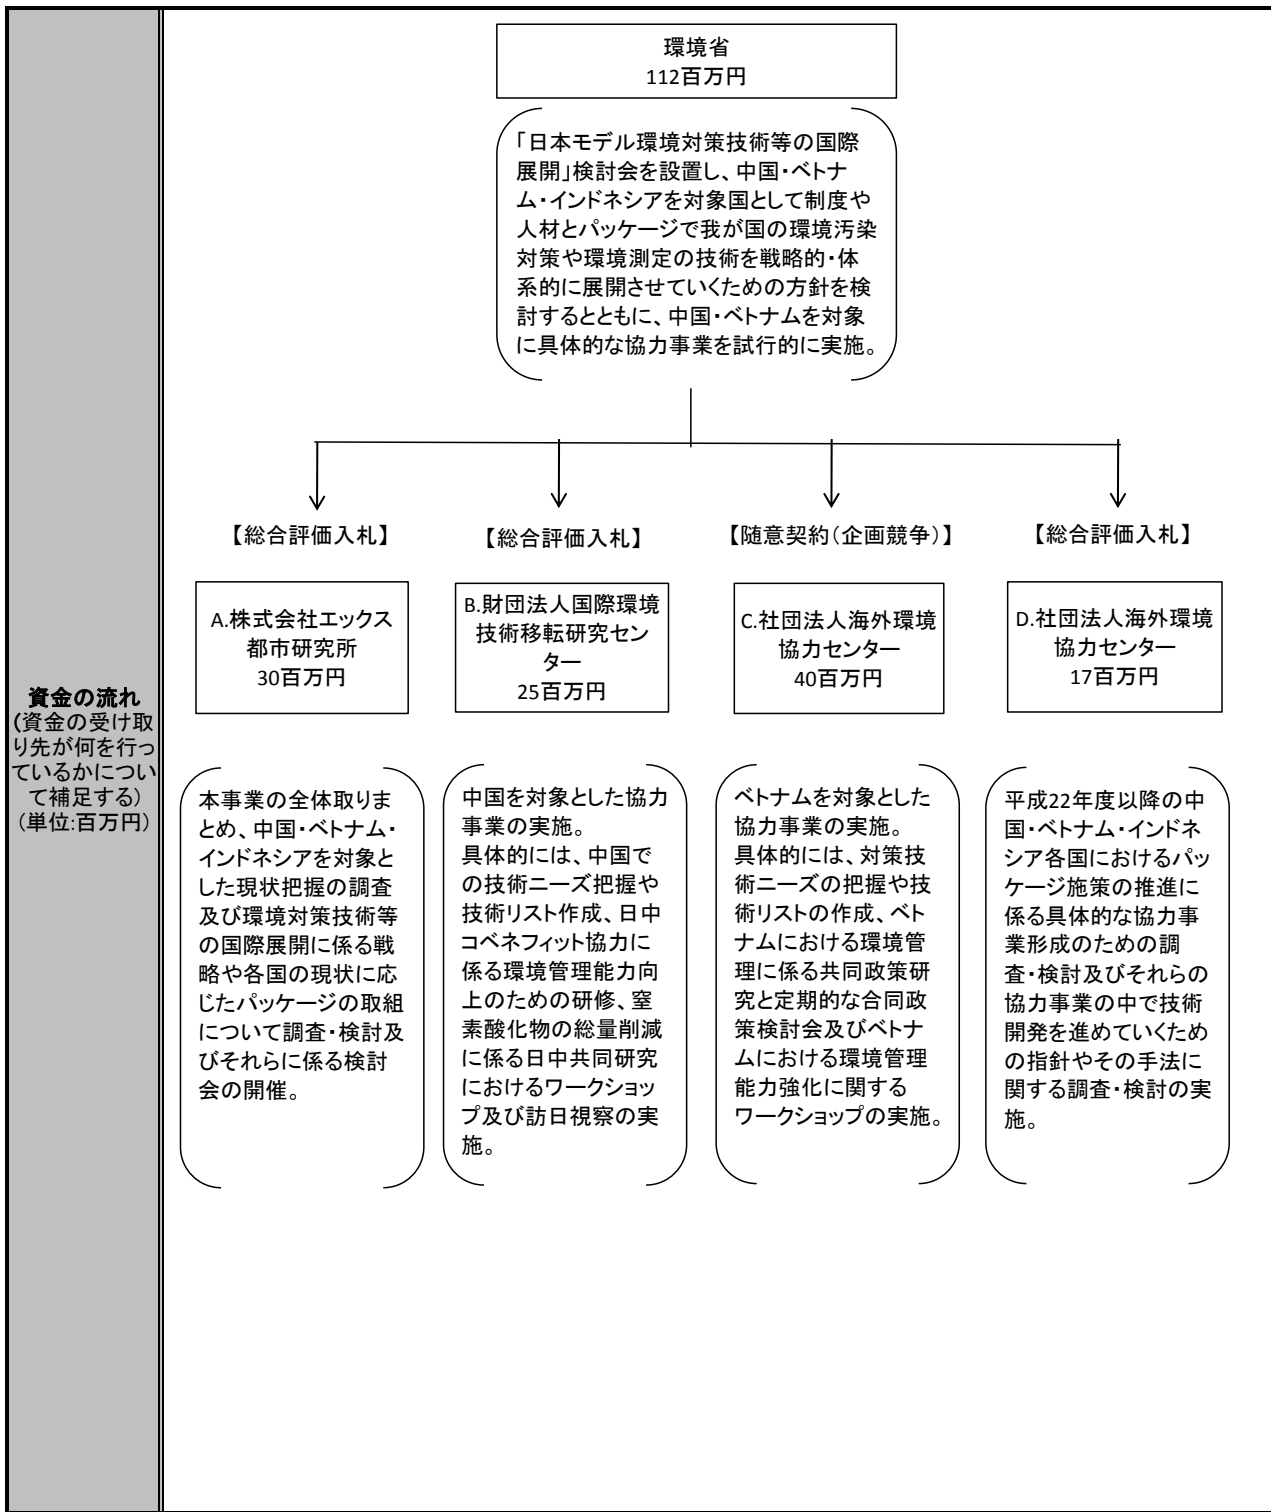 環境省
112百万円
「日本モデル環境対策技術等の国際
展開」検討会を設置し、中国・ベトナ
ム・インドネシアを対象国として制度や
人材とパッケージで我が国の環境汚染
対策や環境測定の技術を戦略的・体
系的に展開させていくための方針を検
討するとともに、中国・ベトナムを対象
に具体的な協力事業を試行的に実施。
【総合評価入札】
【総合評価入札】
【随意契約(企画競争)】
【総合評価入札】
A.株式会社エックス
都市研究所
30百万円
B.財団法人国際環境
技術移転研究セン
ター
25百万円
C.社団法人海外環境
協力センター
40百万円
D.社団法人海外環境
協力センター
17百万円
資金の流れ
(資金の受け取
り先が何を行っ
ているかについ
て補足する)
(単位:百万円)
本事業の全体取りま
とめ、中国・ベトナム・
インドネシアを対象と
した現状把握の調査
及び環境対策技術等
の国際展開に係る戦
略や各国の現状に応
じたパッケージの取組
について調査・検討及
びそれらに係る検討
会の開催。
中国を対象とした協力
事業の実施。
具体的には、中国で
の技術ニーズ把握や
技術リスト作成、日中
コベネフィット協力に
係る環境管理能力向
上のための研修、窒
素酸化物の総量削減
に係る日中共同研究
におけるワークショッ
プ及び訪日視察の実
施。
ベトナムを対象とした
協力事業の実施。
具体的には、対策技
術ニーズの把握や技
術リストの作成、ベト
ナムにおける環境管
理に係る共同政策研
究と定期的な合同政
策検討会及びベトナ
ムにおける環境管理
能力強化に関する
ワークショップの実施。
平成22年度以降の中
国・ベトナム・インドネ
シア各国におけるパッ
ケージ施策の推進に
係る具体的な協力事
業形成のための調
査・検討及びそれらの
協力事業の中で技術
開発を進めていくため
の指針やその手法に
関する調査・検討の実
施。